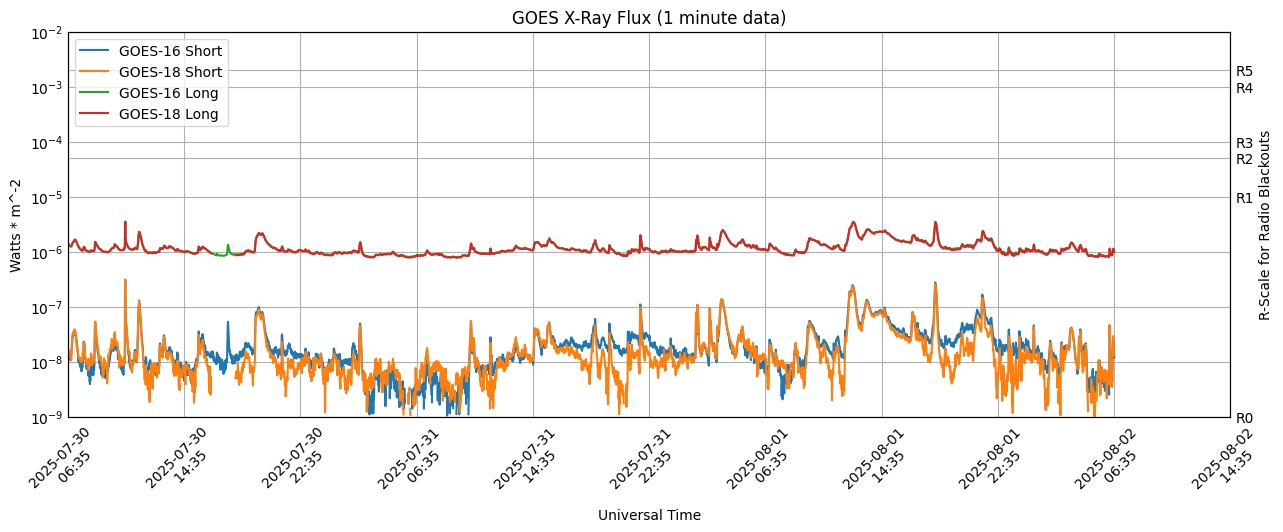 GOES X-Ray Flux (1 minute data)
GOES-16 Short
GOES-18 Short
GOES-16 Long
GOES-18 Long
10^-2
10^-3
10^-4
10^-5
10^-6
10^-7
10^-8
10^-9
Watts * m^-2
R5
R4
R3
R2
R1
R0
R-Scale for Radio Blackouts
2025-07-30
06:35
2025-07-30
14:35
2025-07-30
22:35
2025-07-31
06:35
2025-07-31
14:35
2025-07-31
22:35
2025-08-01
06:35
2025-08-01
14:35
2025-08-01
22:35
2025-08-02
06:35
2025-08-02
14:35
Universal Time